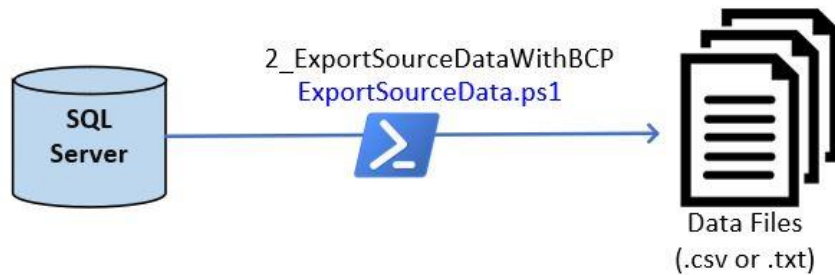 2_ExportSourceDataWithBCP
ExportSourceData.ps1
SQL
Server
Data Files
(.csv or .txt)